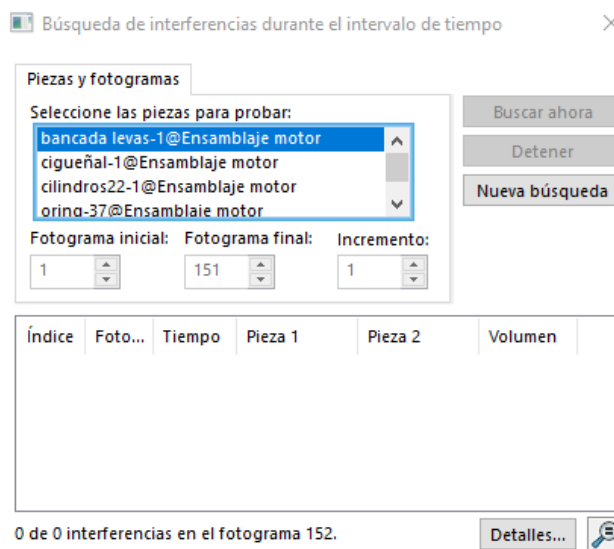 Búsqueda de interferencias durante el intervalo de tiempo
Piezas y fotogramas
Seleccione las piezas para probar:
bancada levas-1@Ensamblaje motor
cigueñal-1@Ensamblaje motor
cilindros22-1@Ensamblaje motor
oring-37@Ensamblaje motor
Buscar ahora
Detener
Nueva búsqueda
Fotograma inicial: Fotograma final: Incremento:
1 151 1
Índice Foto... Tiempo Pieza 1 Pieza 2 Volumen
0 de 0 interferencias en el fotograma 152.
Detalles...